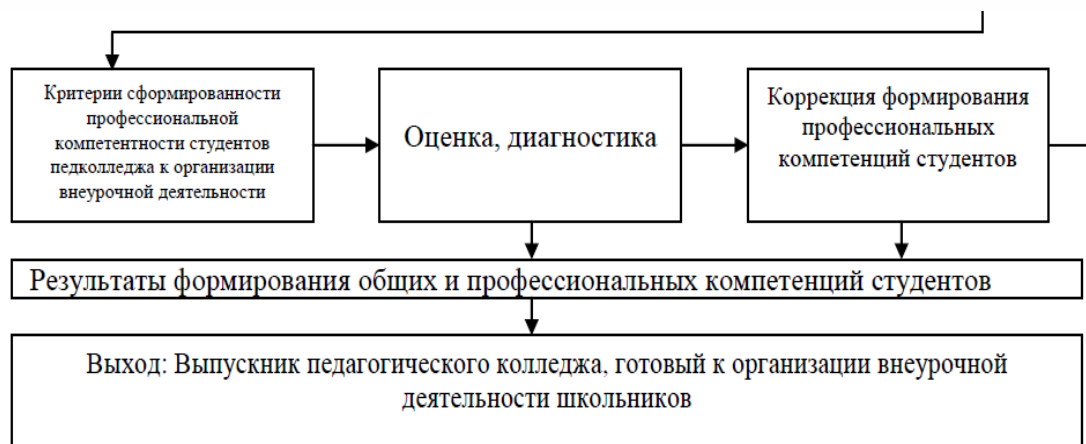 Критерии сформированности
профессиональной
компетентности студентов
педколледжа к организации
внеурочной деятельности
Оценка, диагностика
Коррекция формирования
профессиональных
компетенций студентов
Результаты формирования общих и профессиональных компетенций студентов
Выход: Выпускник педагогического колледжа, готовый к организации внеурочной
деятельности школьников